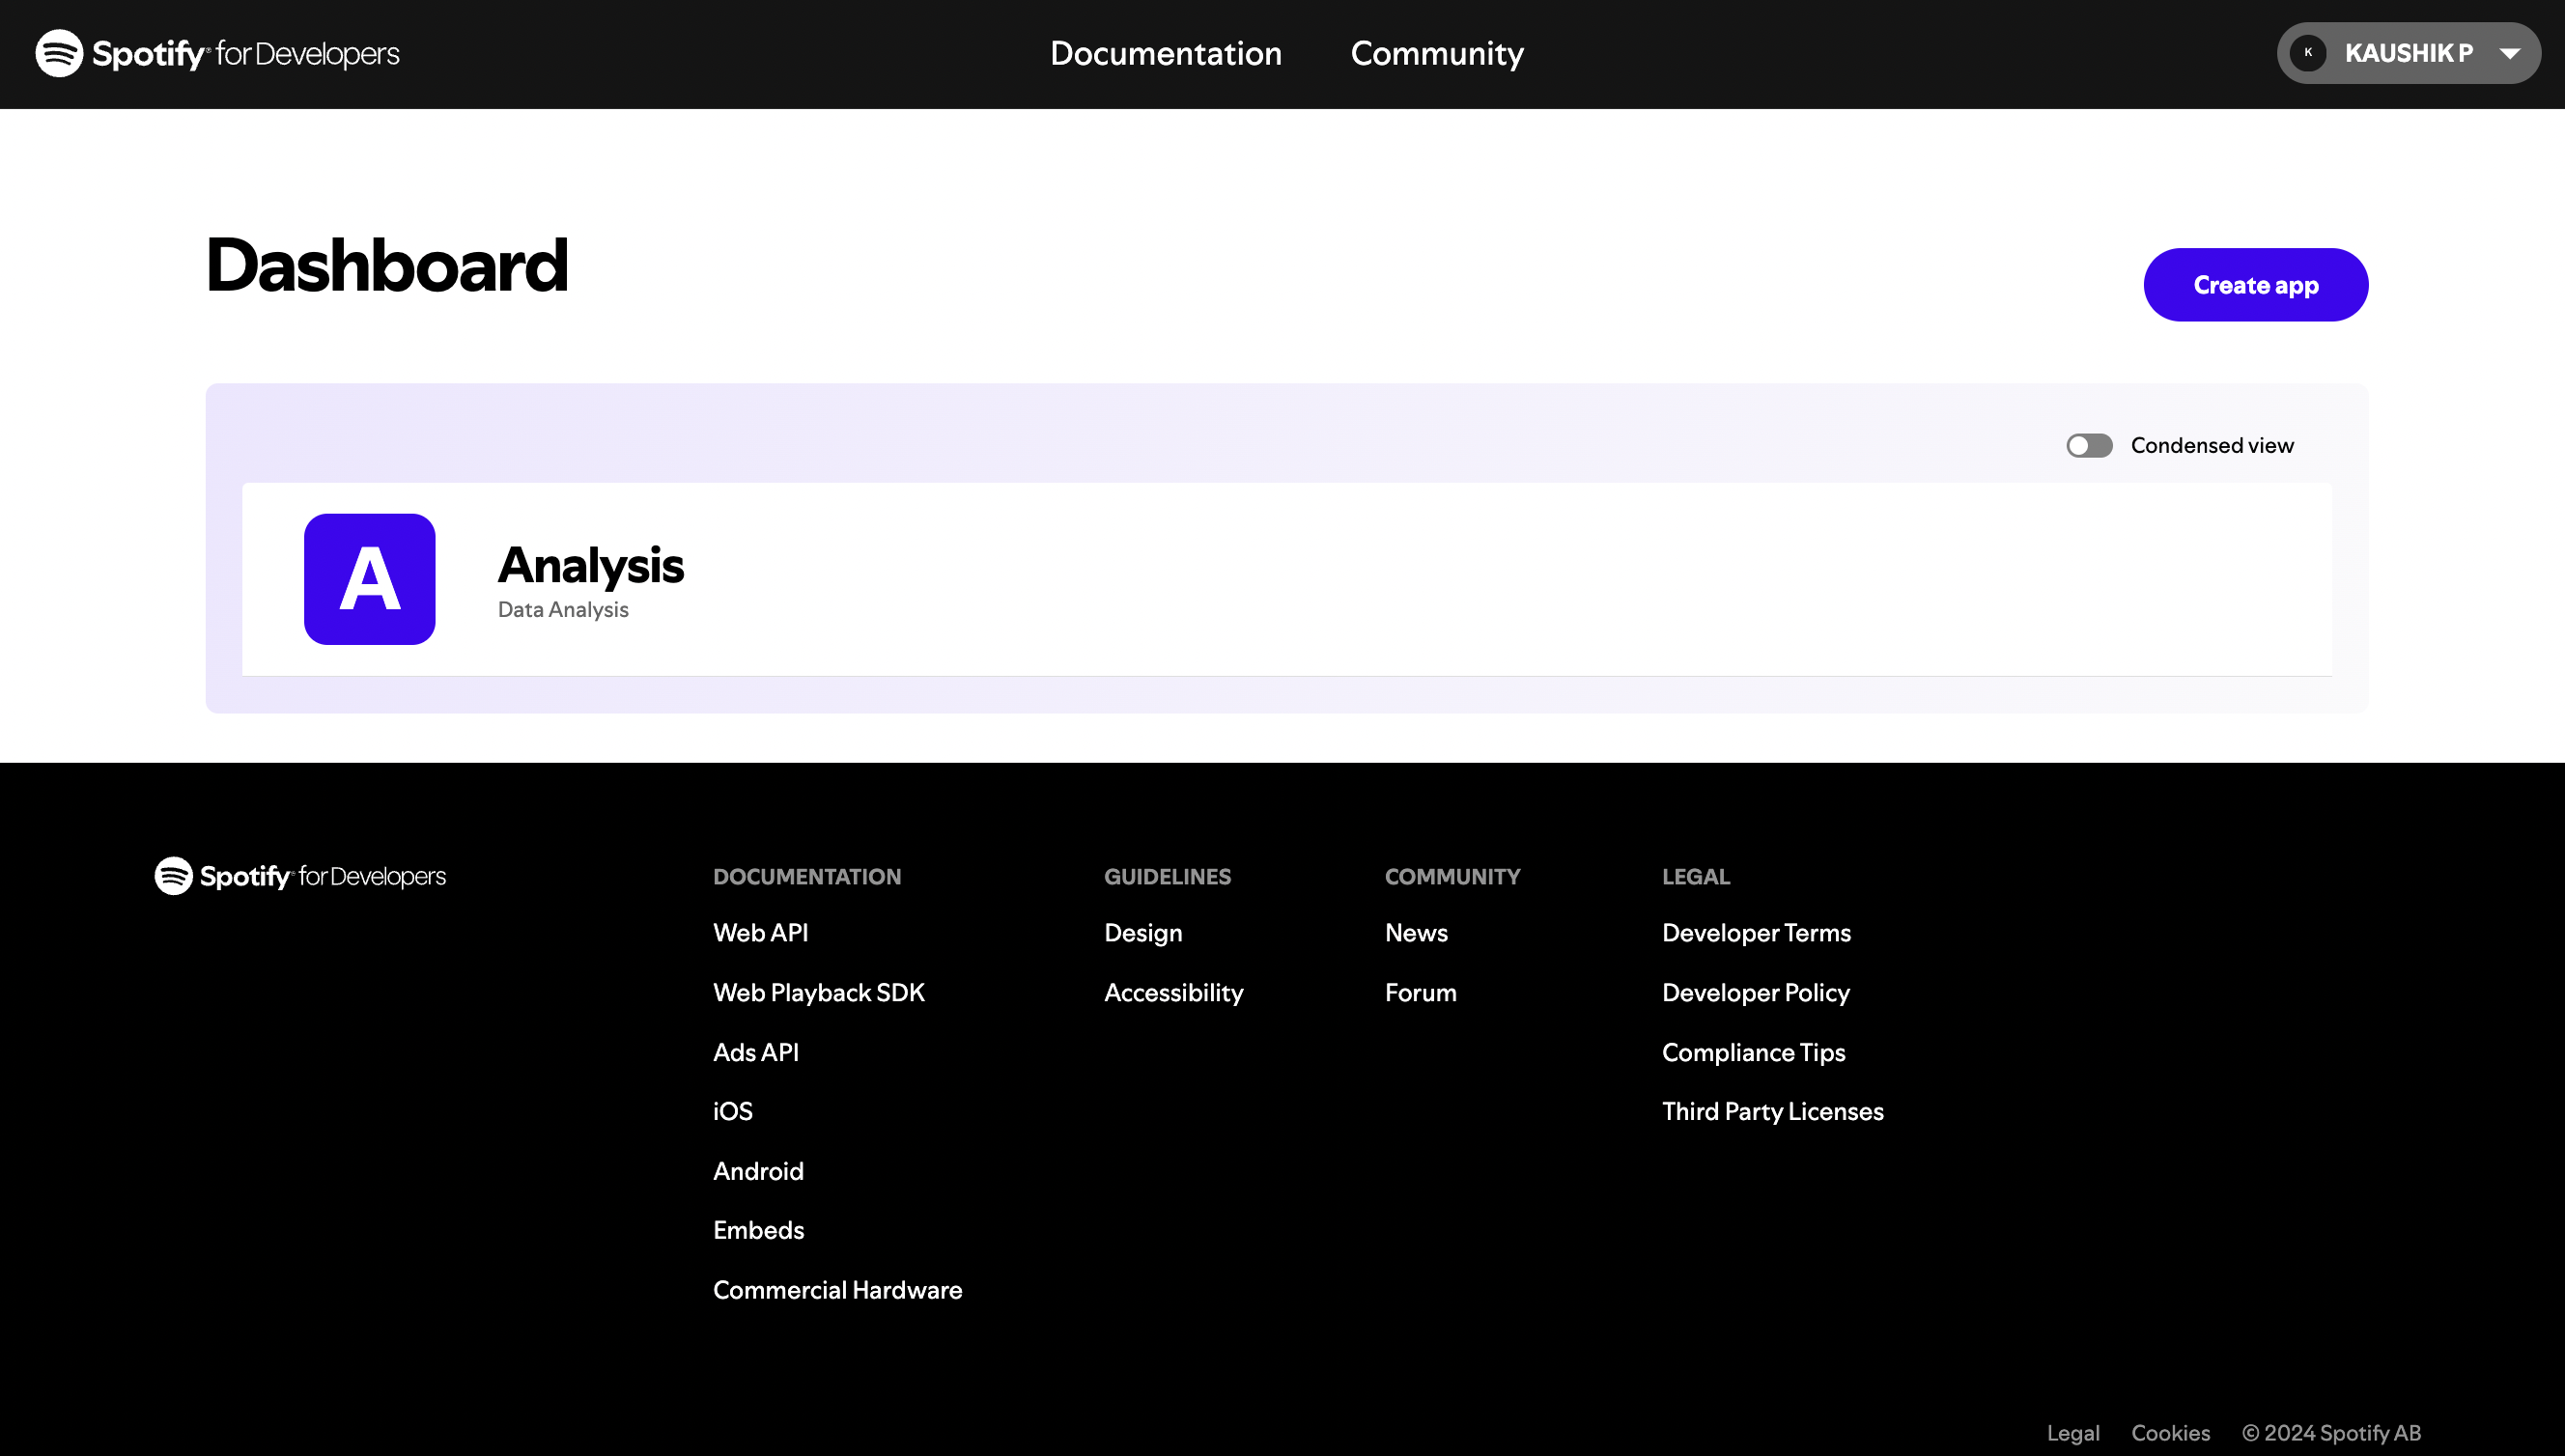 Spotify® for Developers
Documentation
Community
K
KAUSHIK P
Dashboard
Create app
Condensed view
A
Analysis
Data Analysis
Spotify® for Developers
DOCUMENTATION
Web API
Web Playback SDK
Ads API
iOS
Android
Embeds
Commercial Hardware
GUIDELINES
Design
Accessibility
COMMUNITY
News
Forum
LEGAL
Developer Terms
Developer Policy
Compliance Tips
Third Party Licenses
Legal
Cookies
© 2024 Spotify AB